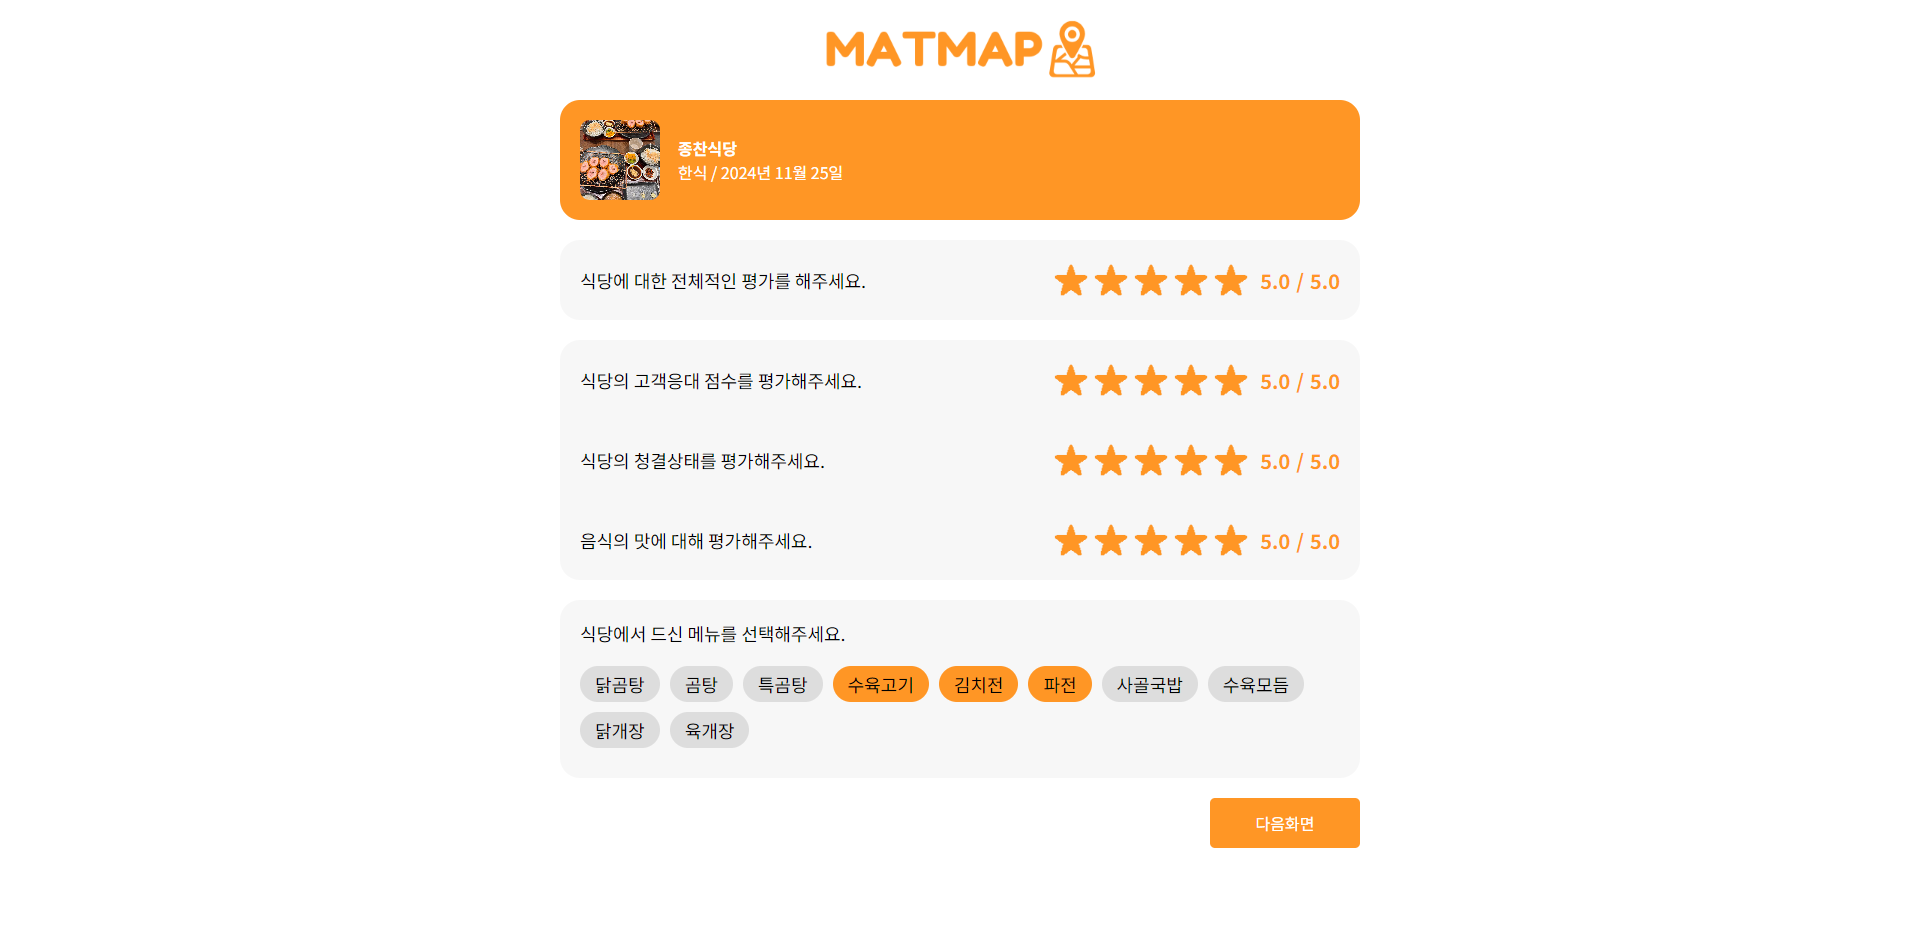 MATMAP
종찬식당
한식 / 2024년 11월 25일
식당에 대한 전체적인 평가를 해주세요. 5.0 / 5.0
식당의 고객응대 점수를 평가해주세요. 5.0 / 5.0
식당의 청결상태를 평가해주세요. 5.0 / 5.0
음식의 맛에 대해 평가해주세요. 5.0 / 5.0
식당에서 드신 메뉴를 선택해주세요.
닭곰탕 곰탕 특곰탕 수육고기 김치전 파전 사골국밥 수육모듬
닭개장 육개장
다음화면